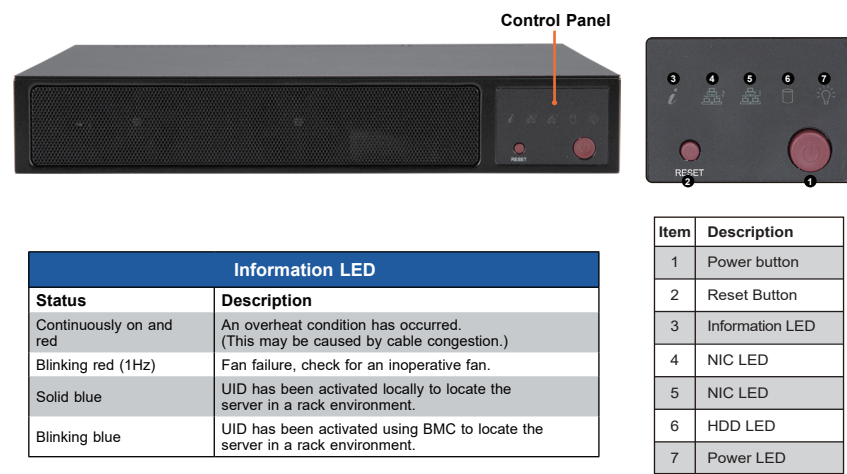 Control Panel
RESET
3 4 5 6 7
RESET
2 1
Information LED
Status Description
Continuously on and red An overheat condition has occurred.
(This may be caused by cable congestion.)
Blinking red (1Hz) Fan failure, check for an inoperative fan.
Solid blue UID has been activated locally to locate the
server in a rack environment.
Blinking blue UID has been activated using BMC to locate the
server in a rack environment.
Item Description
1 Power button
2 Reset Button
3 Information LED
4 NIC LED
5 NIC LED
6 HDD LED
7 Power LED